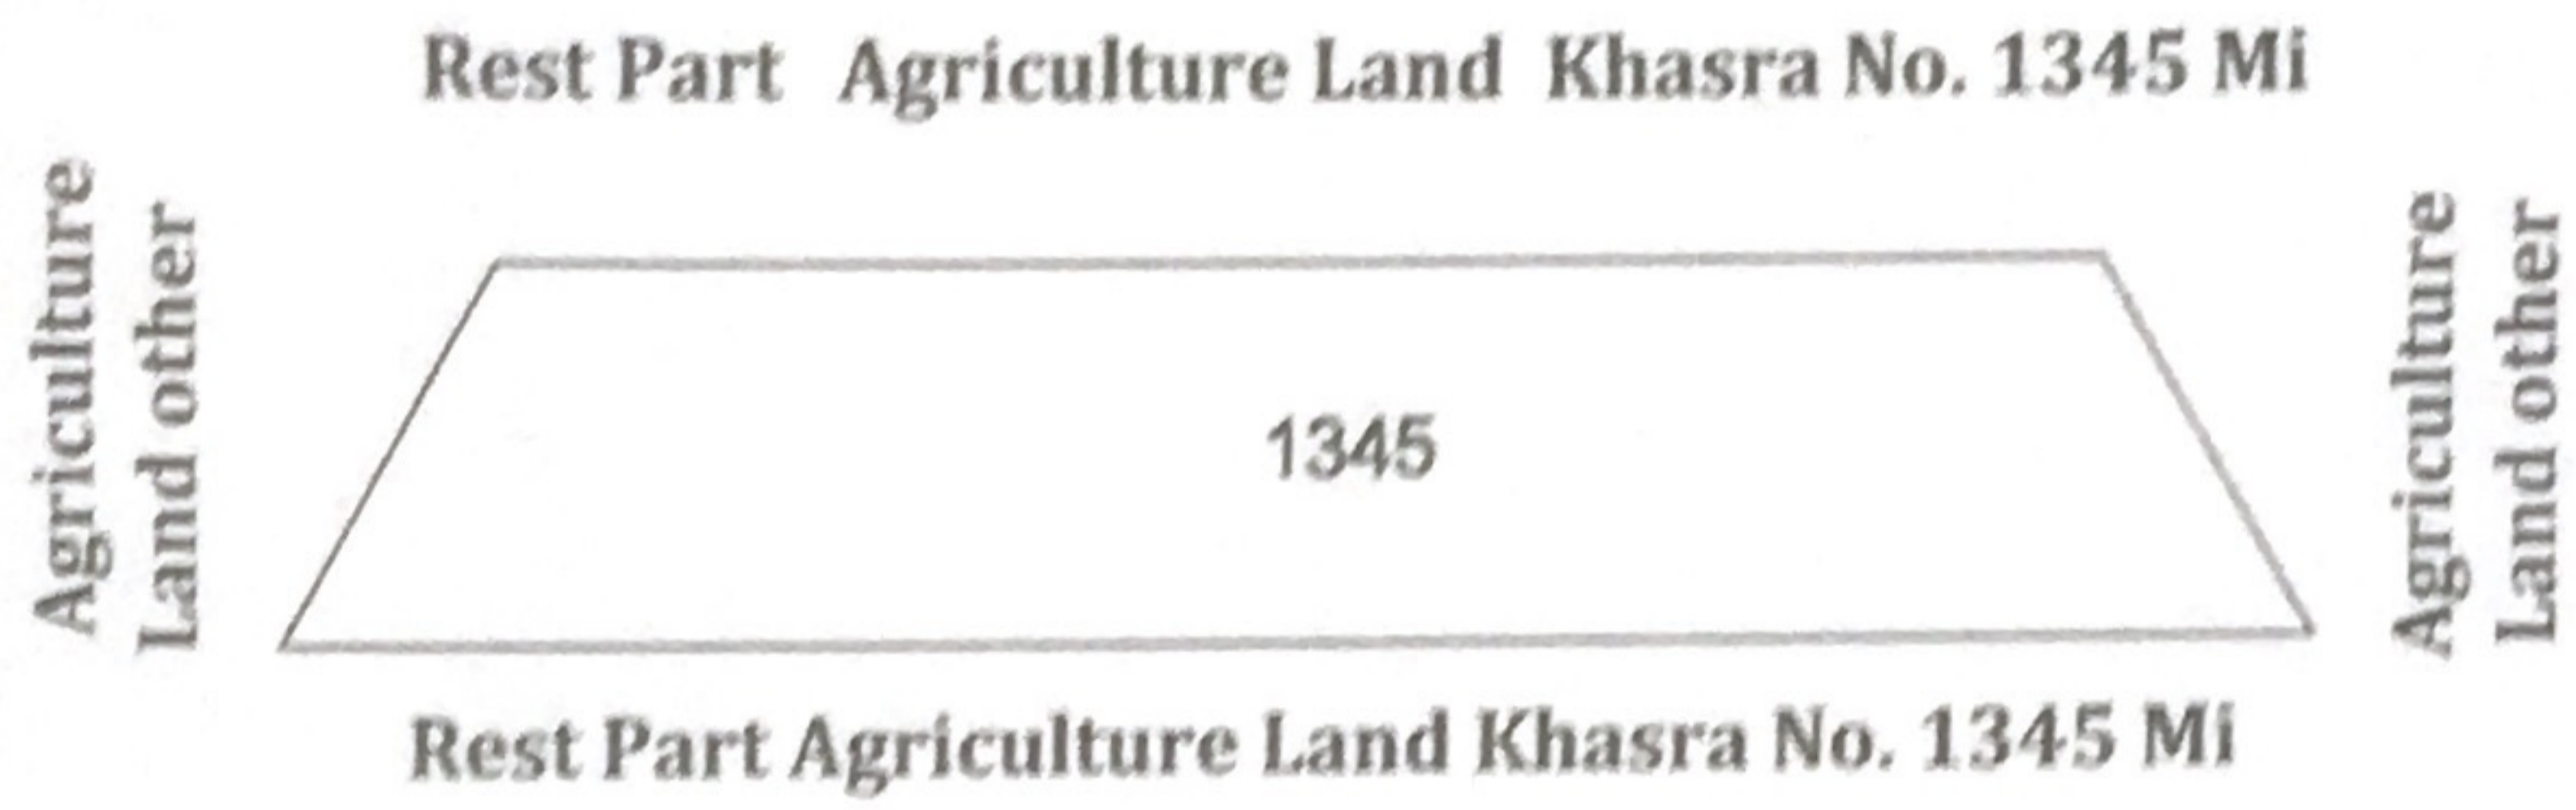 Rest Part Agriculture Land Khasra No. 1345 Mi
Agriculture
Land other
1345
Agriculture
Land other
Rest Part Agriculture Land Khasra No. 1345 Mi